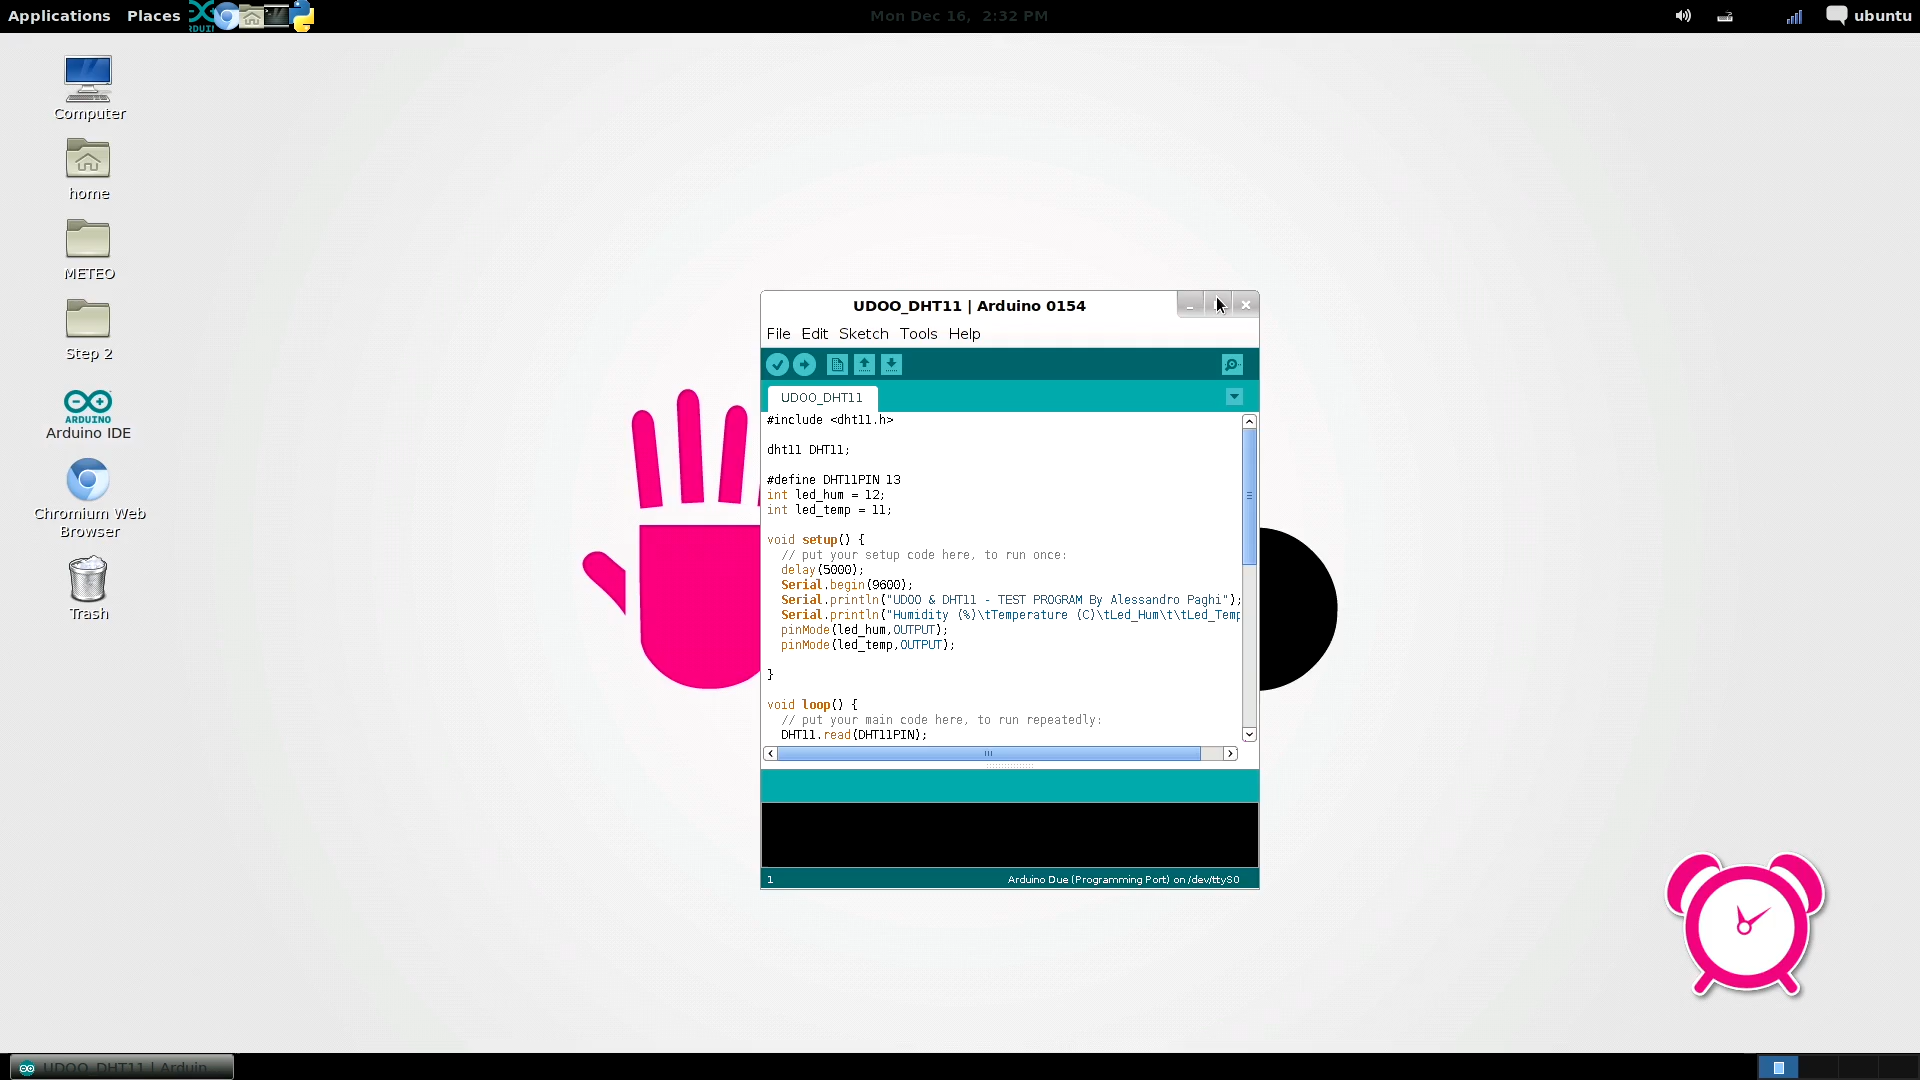 Applications Places Mon Dec 16, 2:32 PM ubuntu
Computer
home
METEO
Step 2
ARDUINO
Arduino IDE
Chromium Web
Browser
Trash
UDOO_DHT11 | Arduino 0154
File Edit Sketch Tools Help
UDOO_DHT11
#include <dht11.h>
dht11 DHT11;
#define DHT11PIN 13
int led_hum = 12;
int led_temp = 11;
void setup() {
// put your setup code here, to run once:
delay(5000);
Serial.begin(9600);
Serial.println("UDOO & DHT11 - TEST PROGRAM By Alessandro Paghi");
Serial.println("Humidity (%)\tTemperature (C)\tLed_Hum\t\tLed_Temp
pinMode(led_hum,OUTPUT);
pinMode(led_temp,OUTPUT);
}
void loop() {
// put your main code here, to run repeatedly:
DHT11.read(DHT11PIN);
1 Arduino Due (Programming Port) on /dev/ttyS0
UDOO_DHT11 | Arduin